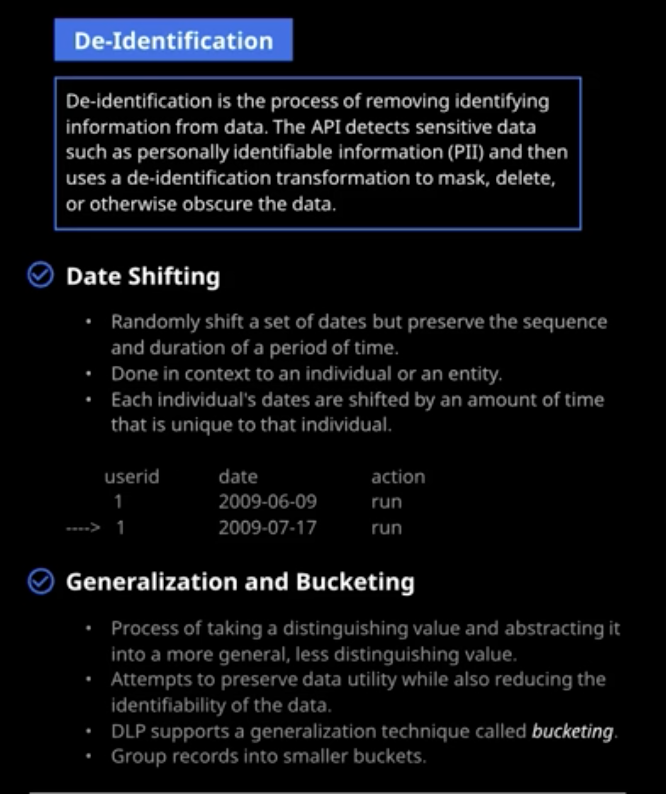 De-Identification
De-identification is the process of removing identifying
information from data. The API detects sensitive data
such as personally identifiable information (PII) and then
uses a de-identification transformation to mask, delete,
or otherwise obscure the data.
Date Shifting
• Randomly shift a set of dates but preserve the sequence
and duration of a period of time.
• Done in context to an individual or an entity.
• Each individual's dates are shifted by an amount of time
that is unique to that individual.
userid date action
1 2009-06-09 run
----> 1 2009-07-17 run
Generalization and Bucketing
• Process of taking a distinguishing value and abstracting it
into a more general, less distinguishing value.
• Attempts to preserve data utility while also reducing the
identifiability of the data.
• DLP supports a generalization technique called bucketing.
• Group records into smaller buckets.